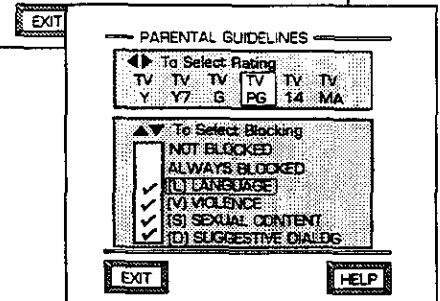 EXIT
PARENTAL GUIDELINES
To Select Rating
TV TV TV TV TV TV
Y Y7 G PG 14 MA
To Select Blocking
NOT BLOCKED
ALWAYS BLOCKED
[L] LANGUAGE
[V] VIOLENCE
[S] SEXUAL CONTENT
[D] SUGGESTIVE DIALOG
EXIT HELP